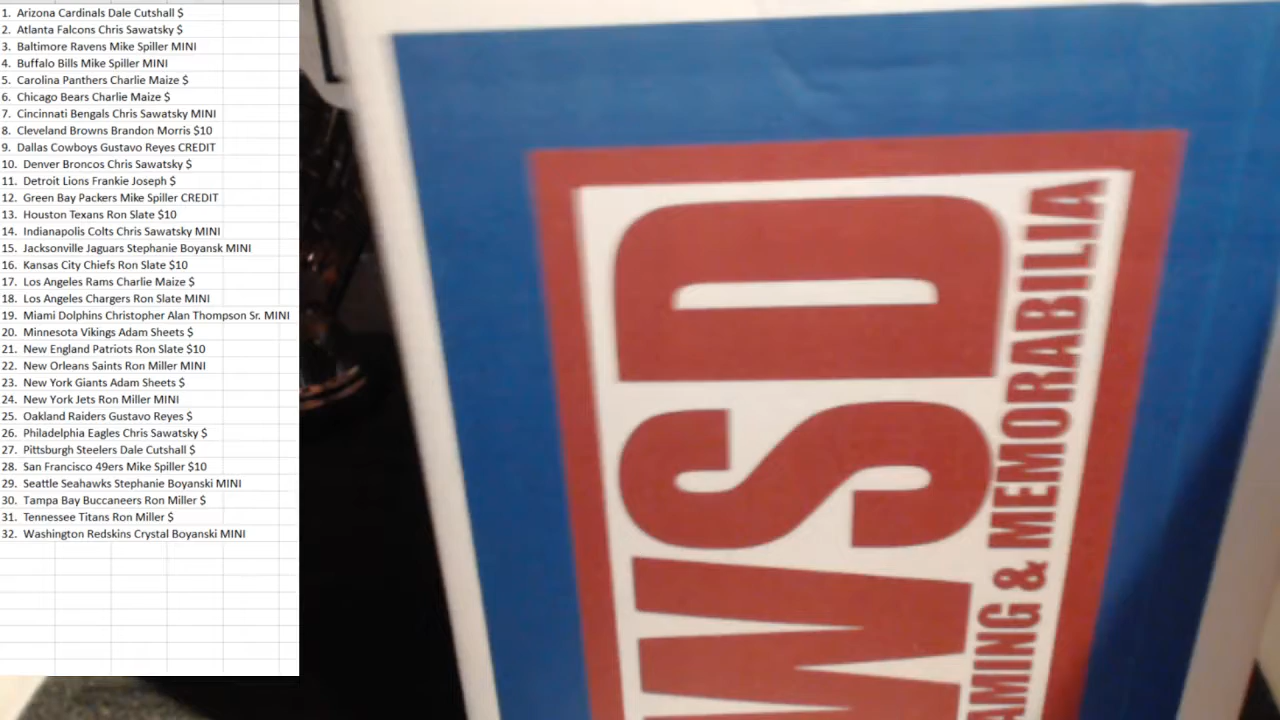 1. Arizona Cardinals Dale Cutshall $
2. Atlanta Falcons Chris Sawatsky $
3. Baltimore Ravens Mike Spiller MINI
4. Buffalo Bills Mike Spiller MINI
5. Carolina Panthers Charlie Maize $
6. Chicago Bears Charlie Maize $
7. Cincinnati Bengals Chris Sawatsky MINI
8. Cleveland Browns Brandon Morris $10
9. Dallas Cowboys Gustavo Reyes CREDIT
10. Denver Broncos Chris Sawatsky $
11. Detroit Lions Frankie Joseph $
12. Green Bay Packers Mike Spiller CREDIT
13. Houston Texans Ron Slate $10
14. Indianapolis Colts Chris Sawatsky MINI
15. Jacksonville Jaguars Stephanie Boyansk MINI
16. Kansas City Chiefs Ron Slate $10
17. Los Angeles Rams Charlie Maize $
18. Los Angeles Chargers Ron Slate MINI
19. Miami Dolphins Christopher Alan Thompson Sr. MINI
20. Minnesota Vikings Adam Sheets $
21. New England Patriots Ron Slate $10
22. New Orleans Saints Ron Miller MINI
23. New York Giants Adam Sheets $
24. New York Jets Ron Miller MINI
25. Oakland Raiders Gustavo Reyes $
26. Philadelphia Eagles Chris Sawatsky $
27. Pittsburgh Steelers Dale Cutshall $
28. San Francisco 49ers Mike Spiller $10
29. Seattle Seahawks Stephanie Boyanski MINI
30. Tampa Bay Buccaneers Ron Miller $
31. Tennessee Titans Ron Miller $
32. Washington Redskins Crystal Boyanski MINI
WSD
AMING & MEMORABILIA